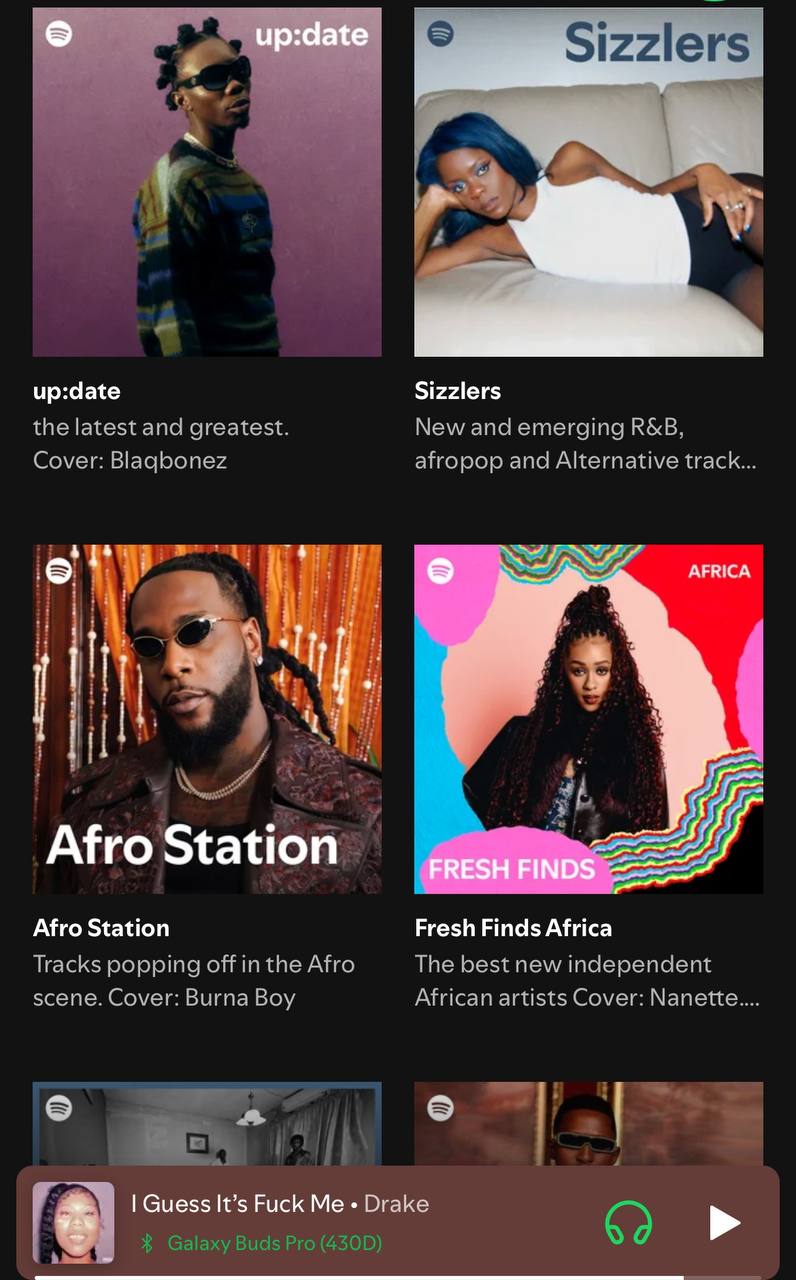 up:date
Sizzlers
up:date
the latest and greatest.
Cover: Blaqbonez
Sizzlers
New and emerging R&B,
afropop and Alternative track...
Afro Station
AFRICA
FRESH FINDS
Afro Station
Tracks popping off in the Afro
scene. Cover: Burna Boy
Fresh Finds Africa
The best new independent
African artists Cover: Nanette....
I Guess It’s Fuck Me • Drake
Galaxy Buds Pro (430D)